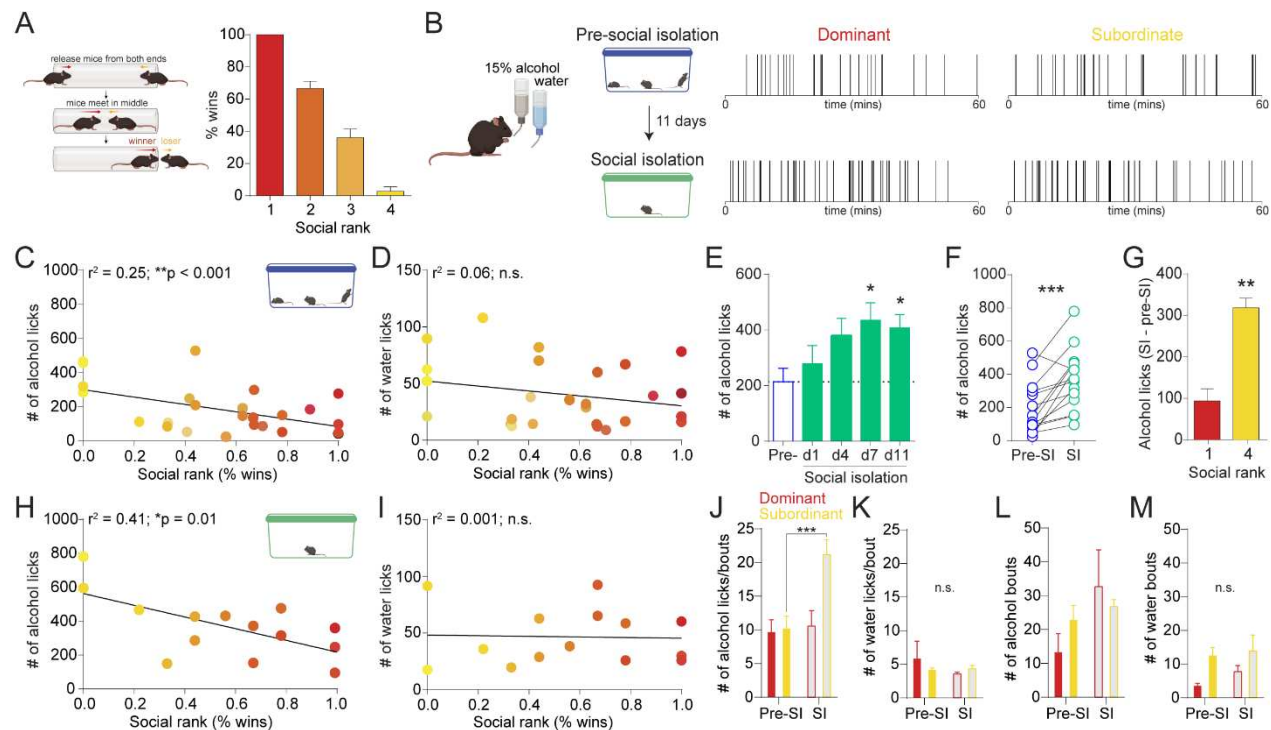 A
release mice from both ends
mice meet in middle
winner loser
% wins
100
80
60
40
20
0
1 2 3 4
Social rank
B
15% alcohol
water
Pre-social isolation
11 days
Social isolation
Dominant
Subordinate
0 time (mins) 60
0 time (mins) 60
0 time (mins) 60
0 time (mins) 60
C
r² = 0.25; **p < 0.001
# of alcohol licks
1000
800
600
400
200
0
0.0 0.2 0.4 0.6 0.8 1.0
Social rank (% wins)
D
r² = 0.06; n.s.
# of water licks
150
100
50
0
0.0 0.2 0.4 0.6 0.8 1.0
Social rank (% wins)
E
# of alcohol licks
600
400
200
0
* *
Pre- d1 d4 d7 d11
Social isolation
F
# of alcohol licks
1000
800
600
400
200
0
***
Pre-SI SI
G
Alcohol licks (SI - pre-SI)
400
300
200
100
0
**
1 4
Social rank
H
r² = 0.41; *p = 0.01
# of alcohol licks
1000
800
600
400
200
0
0.0 0.2 0.4 0.6 0.8 1.0
Social rank (% wins)
I
r² = 0.001; n.s.
# of water licks
150
100
50
0
0.0 0.2 0.4 0.6 0.8 1.0
Social rank (% wins)
J
Dominant
Subordinant
# of alcohol licks/bouts
25
20
15
10
5
0
***
Pre-SI SI
K
# of water licks/bout
25
20
15
10
5
0
n.s.
Pre-SI SI
L
# of alcohol bouts
50
40
30
20
10
0
Pre-SI SI
M
# of water bouts
50
40
30
20
10
0
n.s.
Pre-SI SI